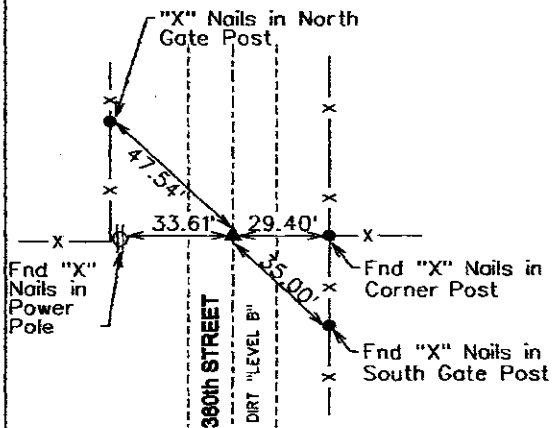 "X" Nails in North
Gate Post
47.54'
33.61'
29.40'
35.00'
Fnd "X"
Nails in
Power
Pole
Fnd "X" Nails in
Corner Post
Fnd "X" Nails in
South Gate Post
380th STREET
DIRT "LEVEL B"